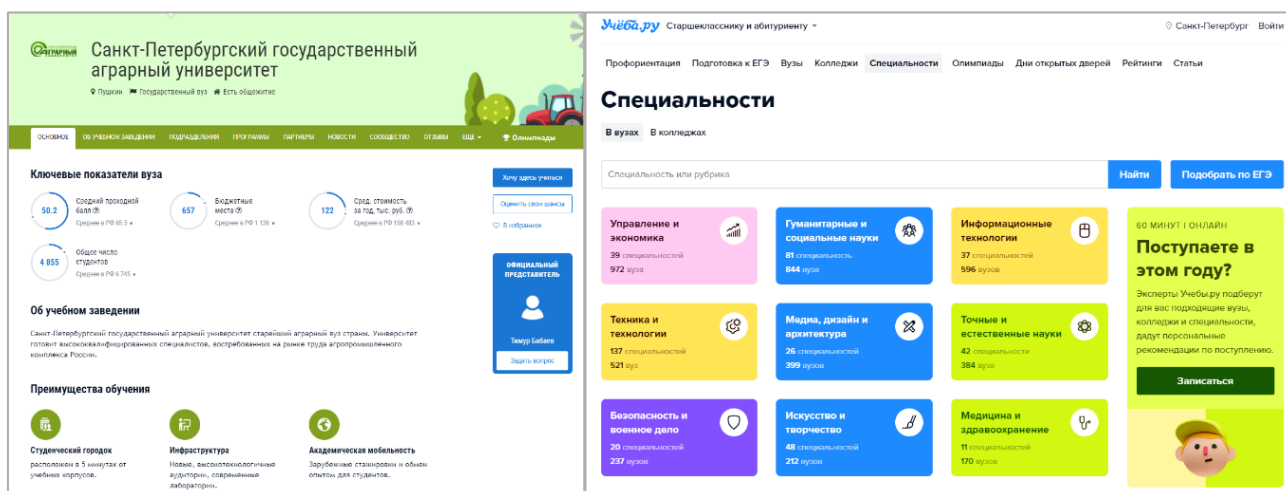 АГРАРНЫЙ
Санкт-Петербургский государственный
аграрный университет
Пушкин Государственный вуз Есть общежитие
ОСНОВНОЕ ОБ УЧЕБНОМ ЗАВЕДЕНИИ ПОДРАЗДЕЛЕНИЯ ПРОГРАММЫ ПАРТНЕРЫ НОВОСТИ СООБЩЕСТВО ОТЗЫВЫ ЕЩЕ Олимпиады
Ключевые показатели вуза
50.2
Средний проходной
балл
Среднее в РФ 66.5
657
Бюджетные
места
Среднее в РФ 1 126
122
Сред. стоимость
за год, тыс. руб.
Среднее в РФ 158 483
4 855
Общее число
студентов
Среднее в РФ 6 745
Хочу здесь учиться
Оценить свои шансы
В избранное
ОФИЦИАЛЬНЫЙ
ПРЕДСТАВИТЕЛЬ
Тимур Бабаев
Задать вопрос
Об учебном заведении
Санкт-Петербургский государственный аграрный университет старейший аграрный вуз страны. Университет
готовит высококвалифицированных специалистов, востребованных на рынке труда агропромышленного
комплекса России.
Преимущества обучения
Студенческий городок
расположен в 5 минутах от
учебных корпусов.
Инфраструктура
Новые, высокотехнологичные
аудитории, современные
лаборатории.
Академическая мобильность
Зарубежные стажировки и обмен
опытом для студентов.
Учёба.ру Старшекласснику и абитуриенту
Санкт-Петербург Войти
Профориентация Подготовка к ЕГЭ Вузы Колледжи Специальности Олимпиады Дни открытых дверей Рейтинги Статьи
Специальности
В вузах В колледжах
Специальность или рубрика
Найти
Подобрать по ЕГЭ
Управление и
экономика
39 специальностей
972 вуза
Гуманитарные и
социальные науки
81 специальность
844 вуза
Информационные
технологии
37 специальностей
596 вузов
Техника и
технологии
137 специальностей
521 вуз
Медиа, дизайн и
архитектура
26 специальностей
399 вузов
Точные и
естественные науки
42 специальности
384 вуза
Безопасность и
военное дело
20 специальностей
237 вузов
Искусство и
творчество
48 специальностей
212 вузов
Медицина и
здравоохранение
11 специальностей
170 вузов
60 МИНУТ | ОНЛАЙН
Поступаете в
этом году?
Эксперты Учёбы.ру подберут
для вас подходящие вузы,
колледжи и специальности,
дадут персональные
рекомендации по поступлению.
Записаться